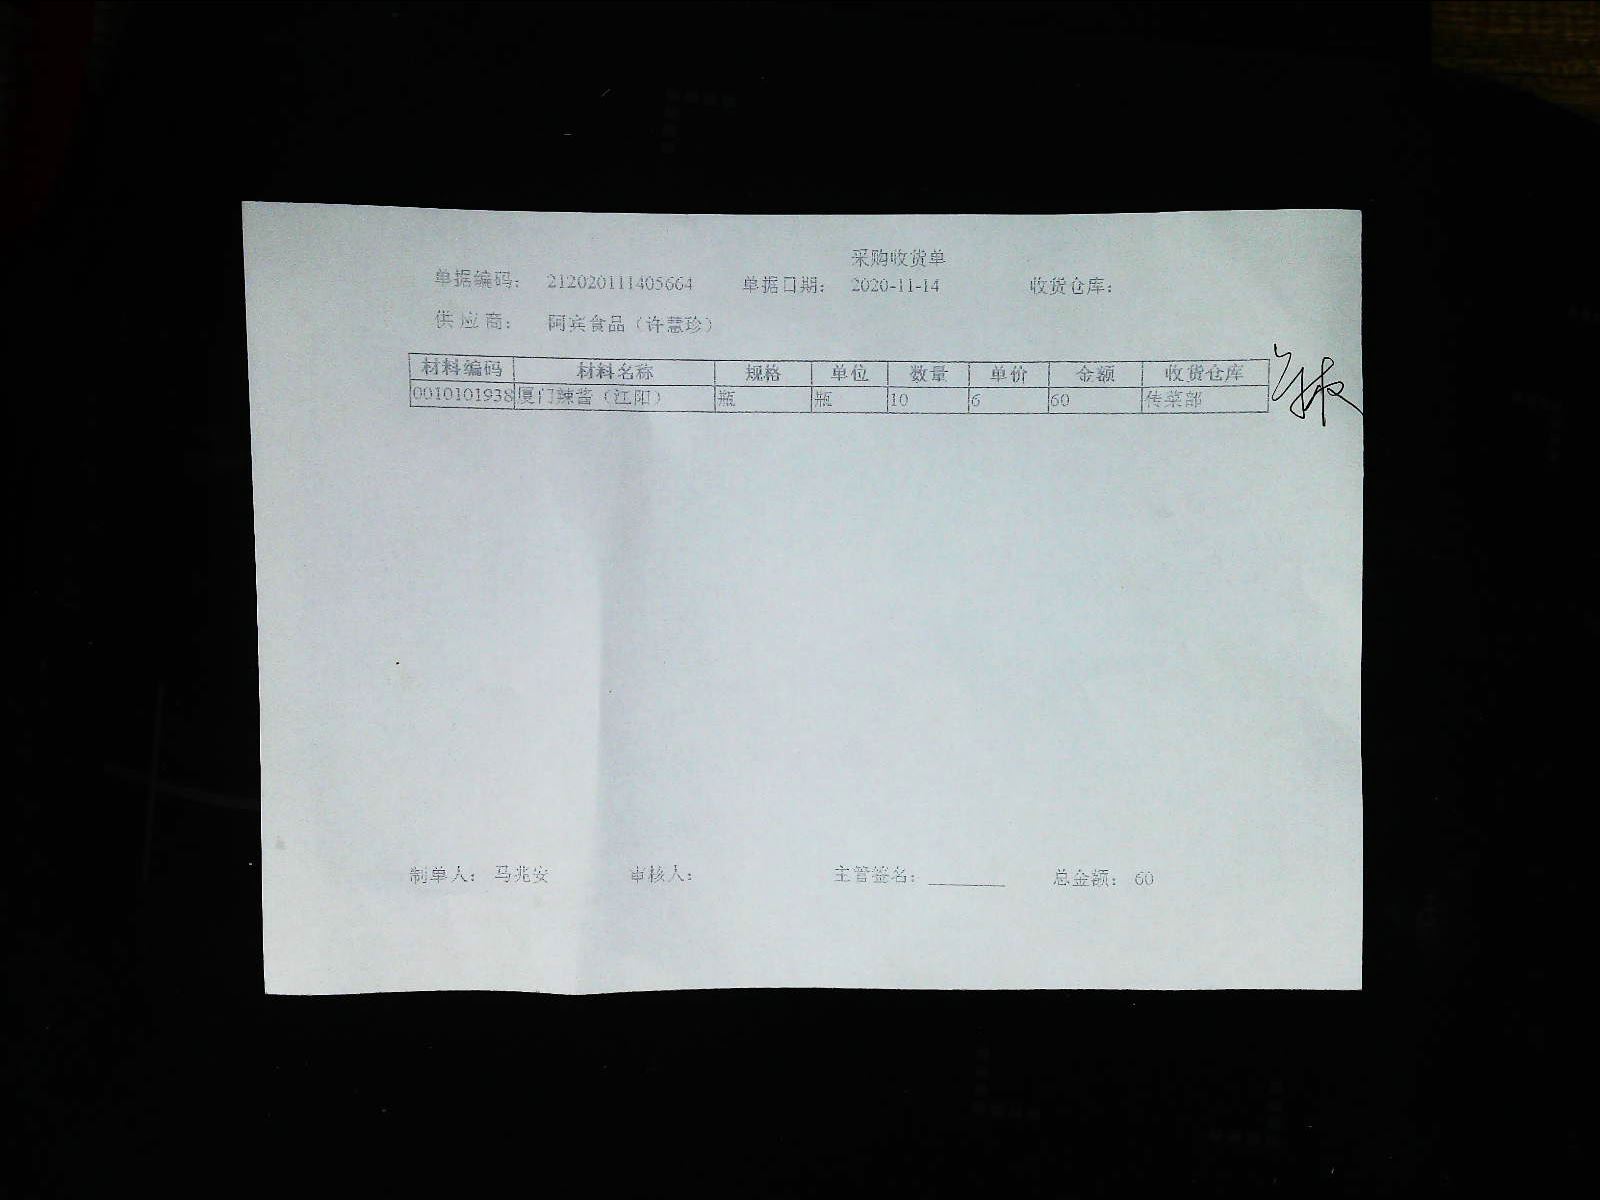 采购收货单
单据编码： 212020111405664 单据日期： 2020-11-14 收货仓库：
供 应 商： 阿宾食品（许慧珍）
材料编码 材料名称 规格 单位 数量 单价 金额 收货仓库
0010101938 厦门辣酱（江阳） 瓶 瓶 10 6 60 传菜部
制单人： 马兆安 审核人： 主管签名： 总金额： 60